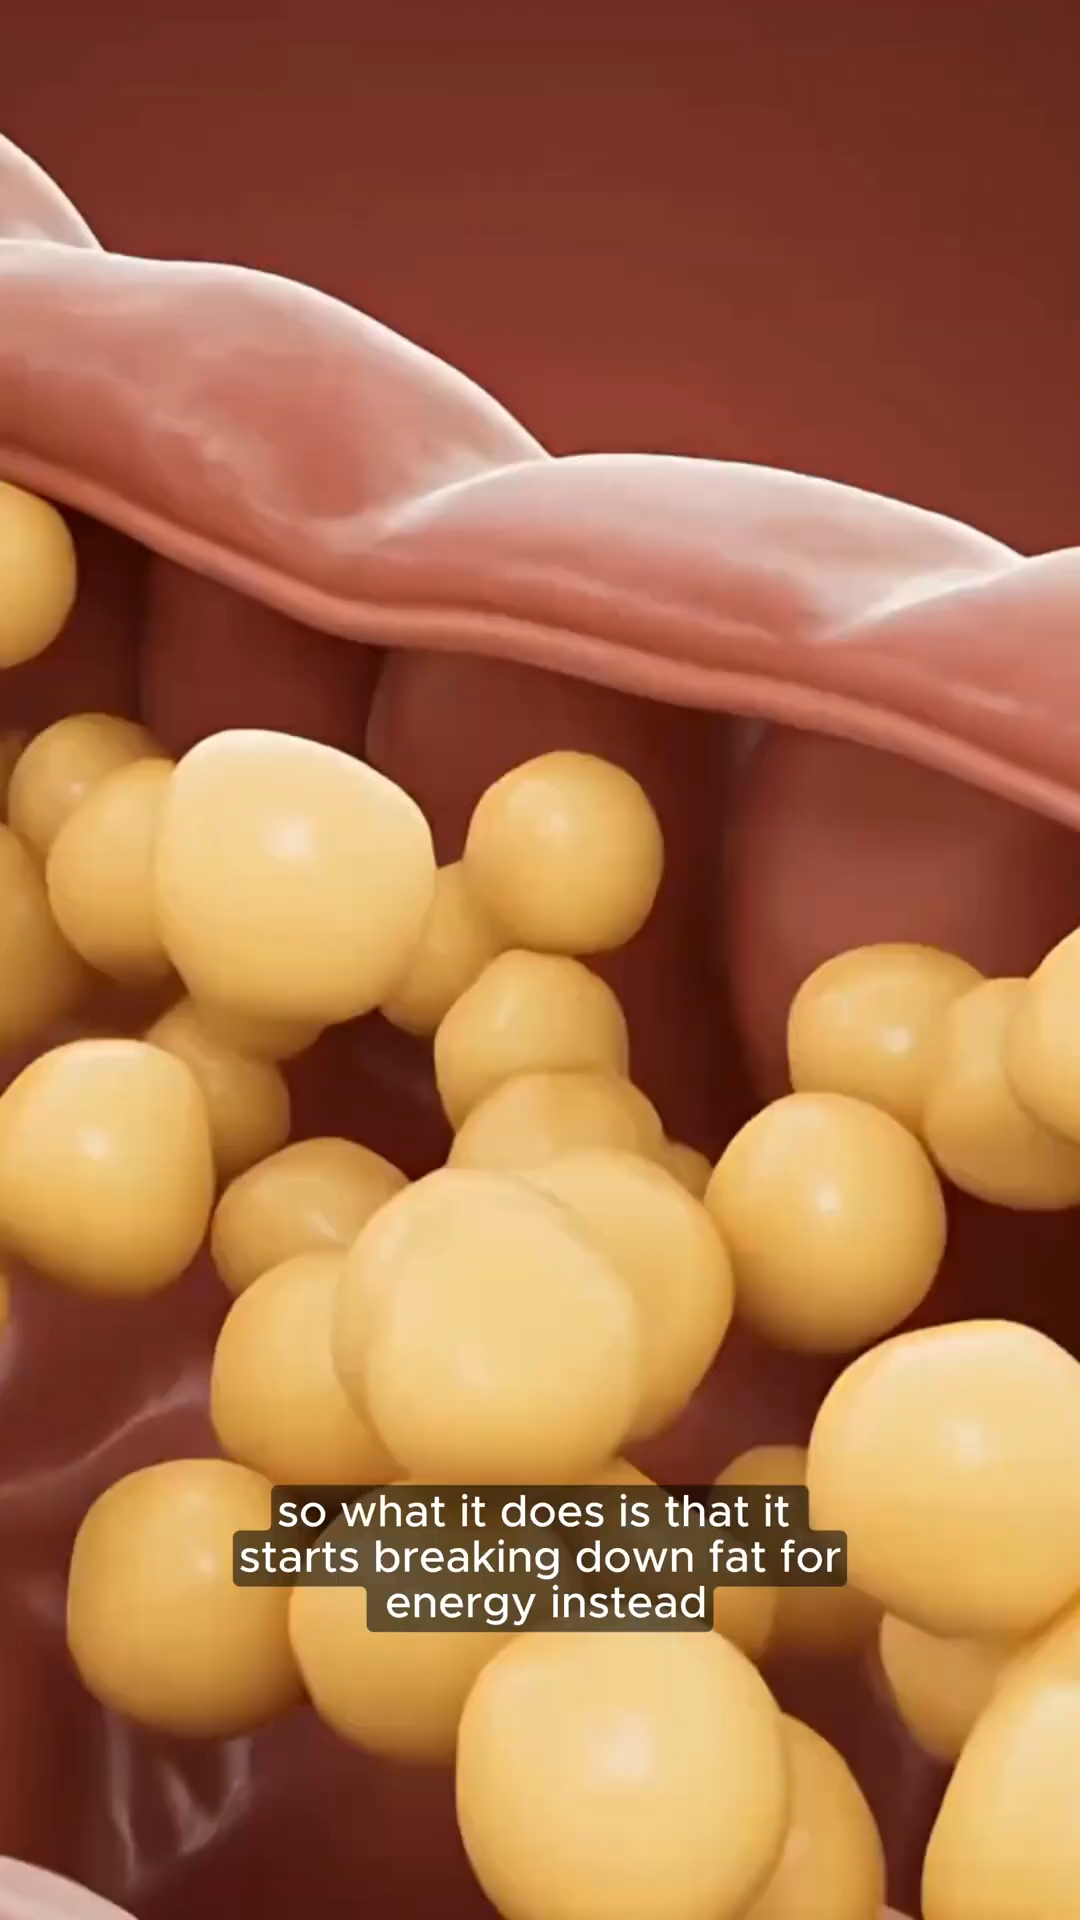 so what it does is that it
starts breaking down fat for
energy instead